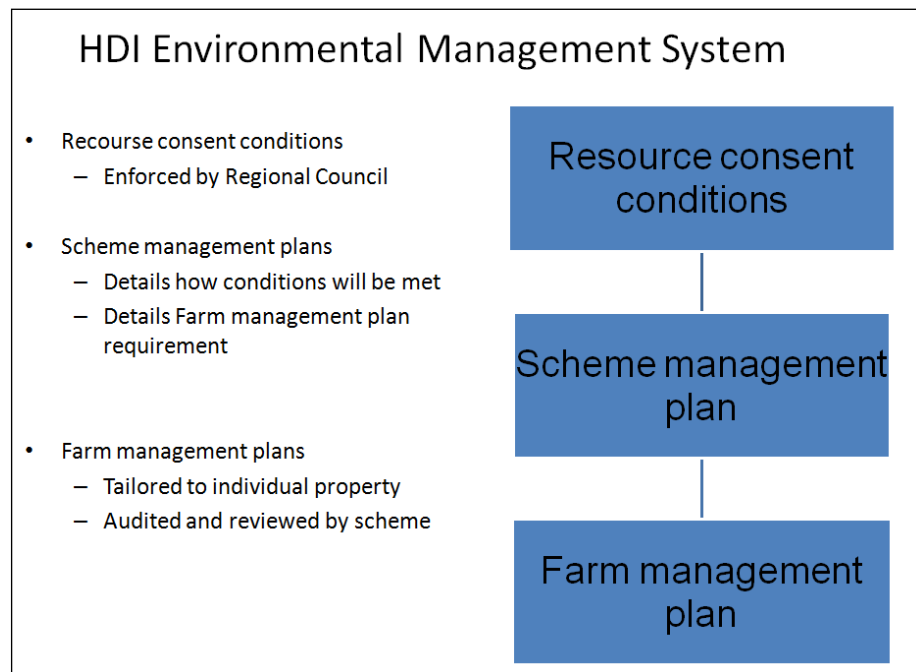 HDI Environmental Management System
• Recourse consent conditions
– Enforced by Regional Council
• Scheme management plans
– Details how conditions will be met
– Details Farm management plan
requirement
• Farm management plans
– Tailored to individual property
– Audited and reviewed by scheme
Resource consent
conditions
Scheme management
plan
Farm management
plan